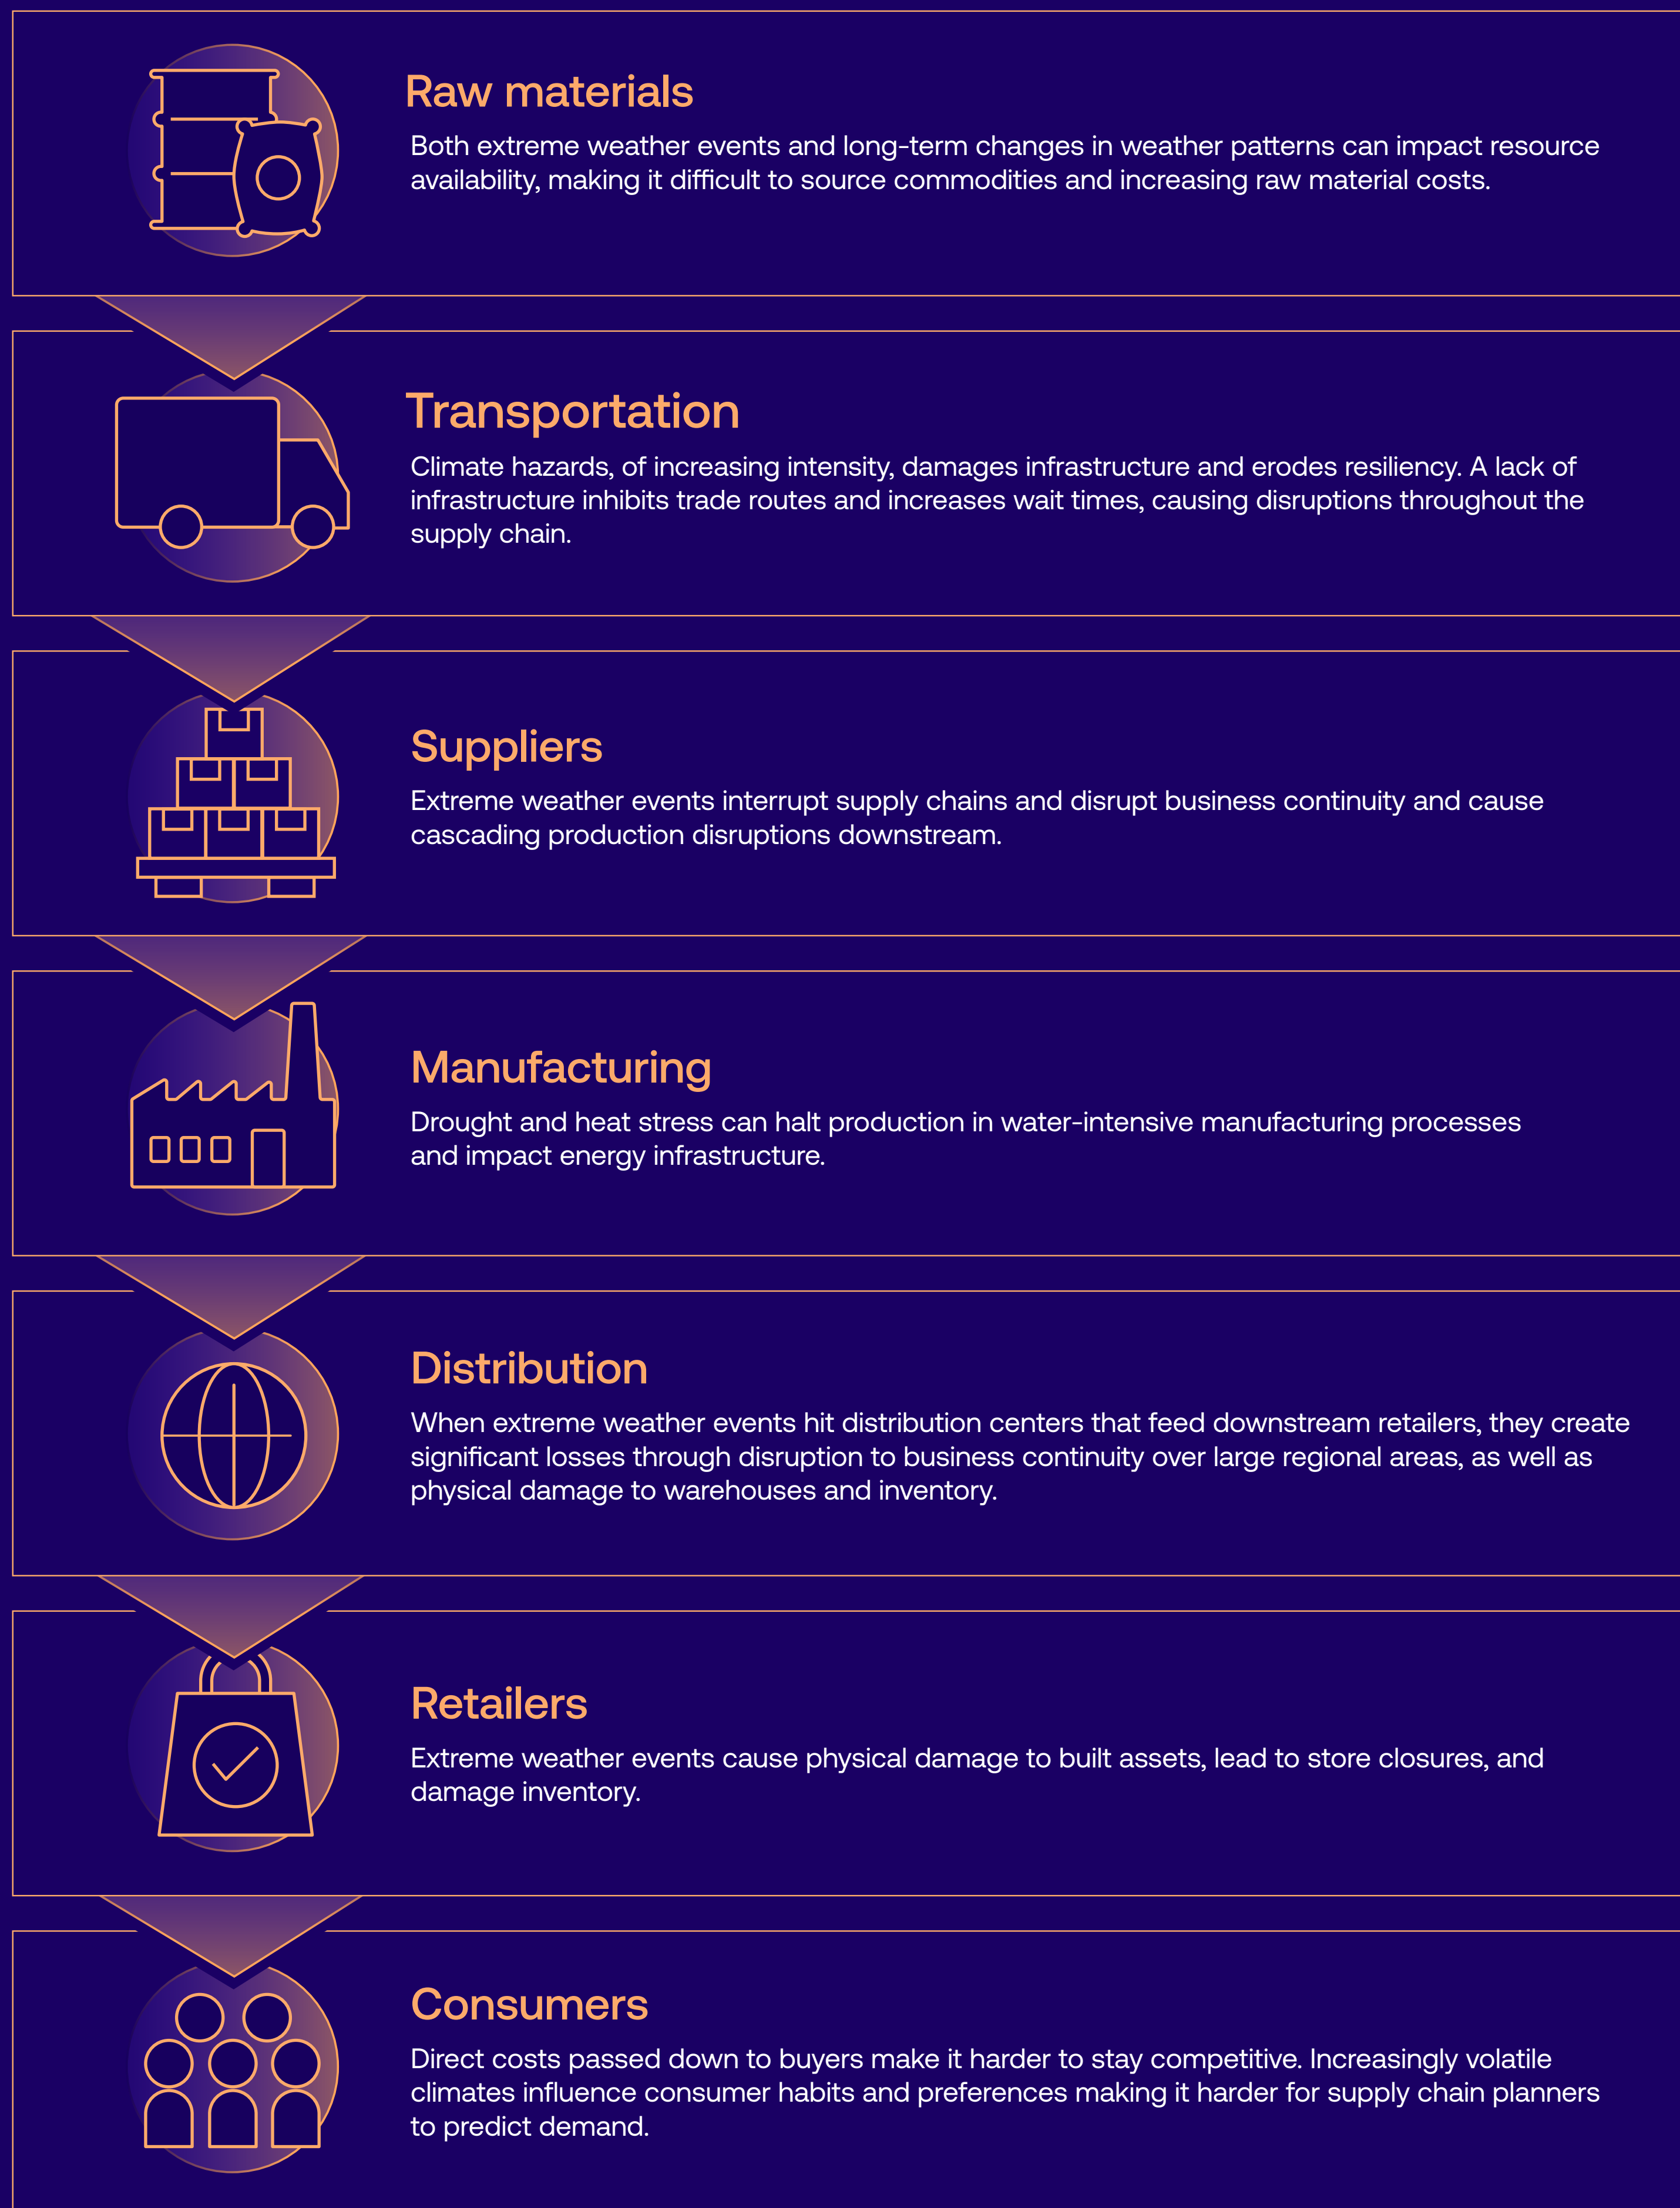 Raw materials
Both extreme weather events and long-term changes in weather patterns can impact resource
availability, making it difficult to source commodities and increasing raw material costs.
Transportation
Climate hazards, of increasing intensity, damages infrastructure and erodes resiliency. A lack of
infrastructure inhibits trade routes and increases wait times, causing disruptions throughout the
supply chain.
Suppliers
Extreme weather events interrupt supply chains and disrupt business continuity and cause
cascading production disruptions downstream.
Manufacturing
Drought and heat stress can halt production in water-intensive manufacturing processes
and impact energy infrastructure.
Distribution
When extreme weather events hit distribution centers that feed downstream retailers, they create
significant losses through disruption to business continuity over large regional areas, as well as
physical damage to warehouses and inventory.
Retailers
Extreme weather events cause physical damage to built assets, lead to store closures, and
damage inventory.
Consumers
Direct costs passed down to buyers make it harder to stay competitive. Increasingly volatile
climates influence consumer habits and preferences making it harder for supply chain planners
to predict demand.